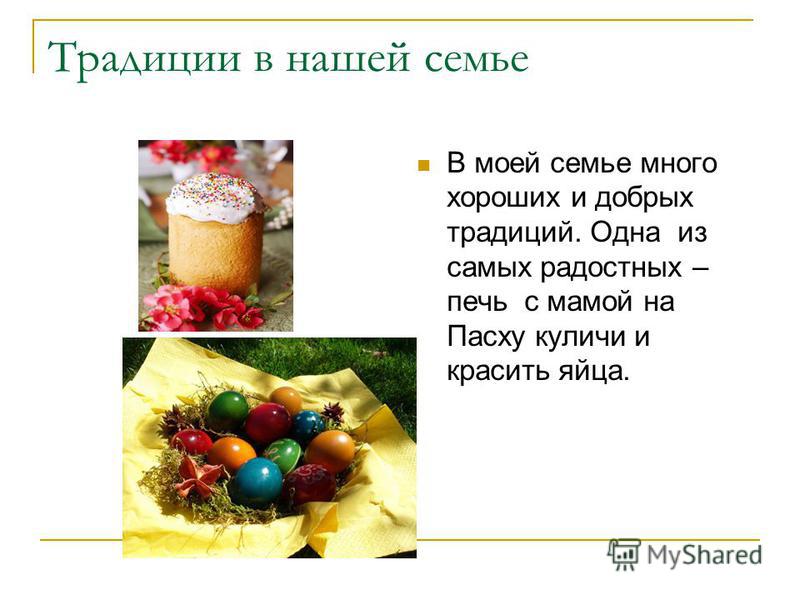 Традиции в нашей семье
В моей семье много
хороших и добрых
традиций. Одна из
самых радостных –
печь с мамой на
Пасху куличи и
красить яйца.
MyShared